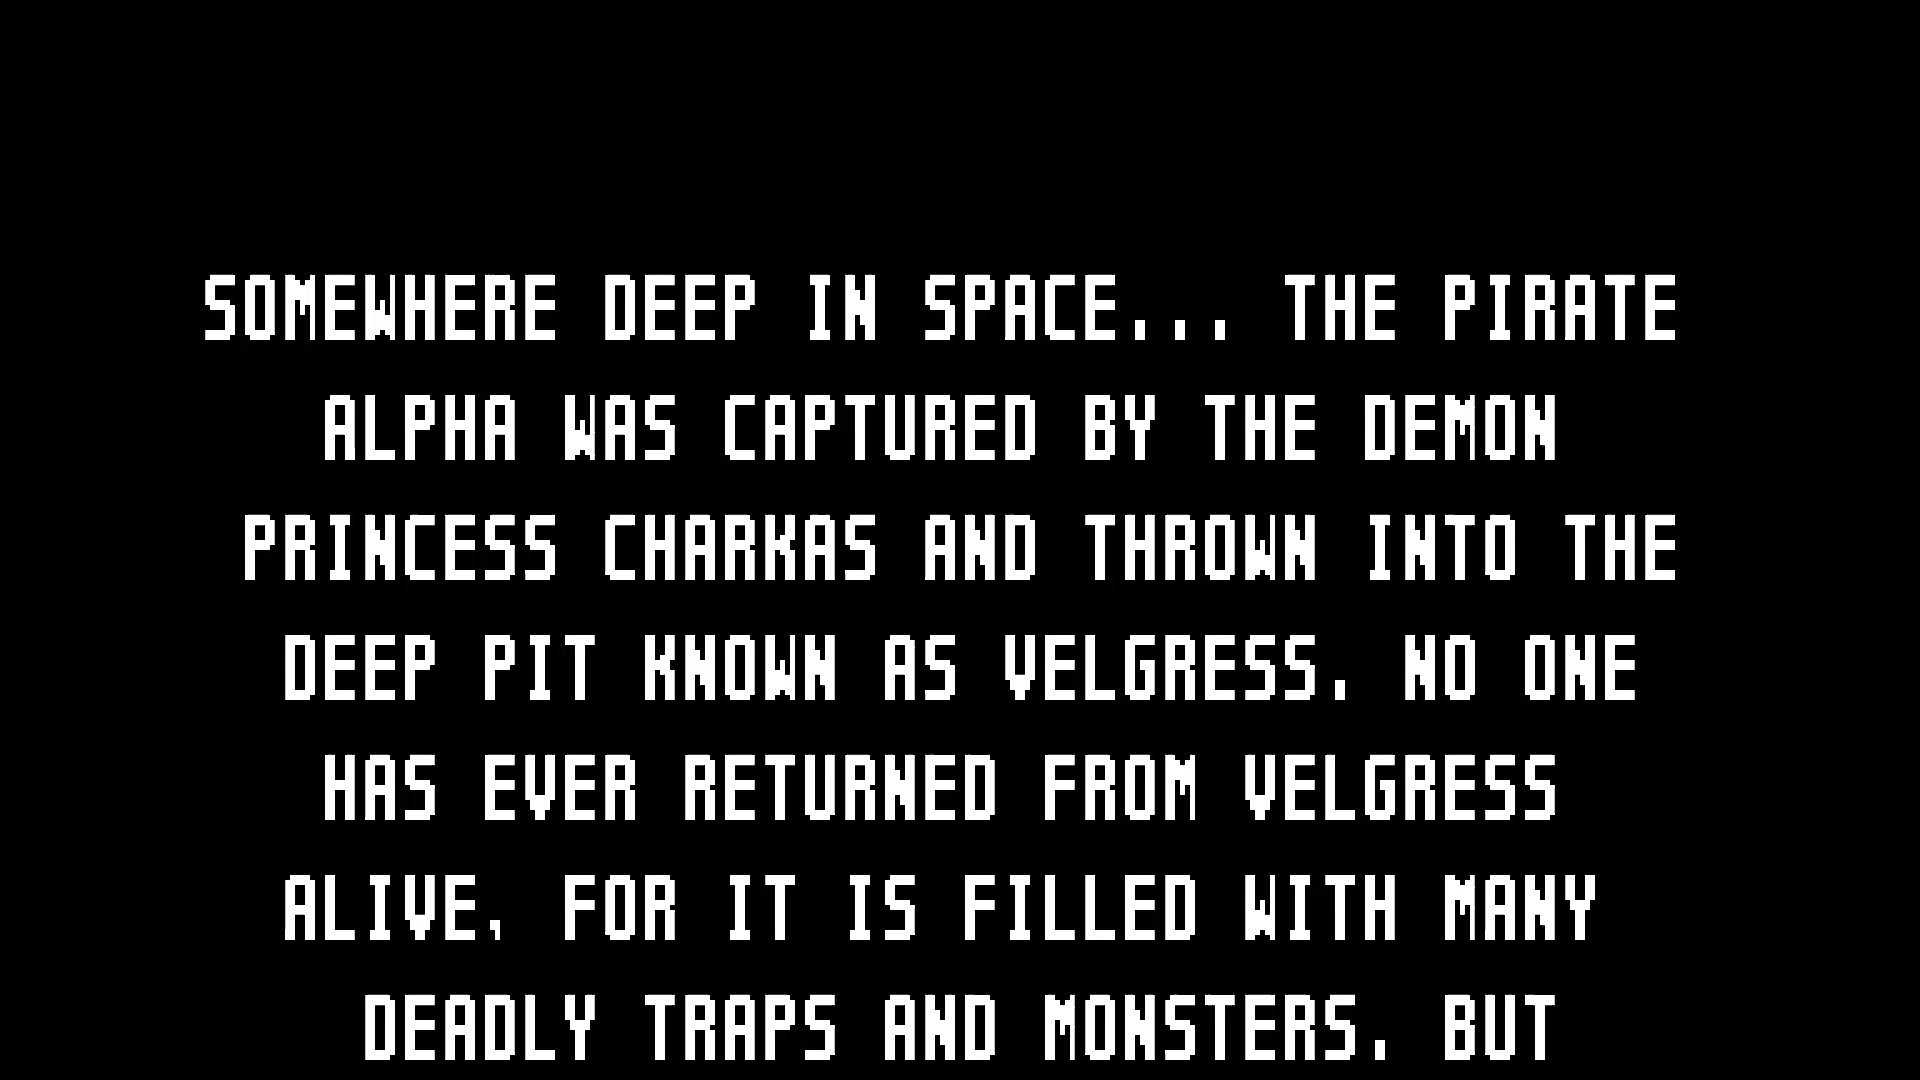 SOMEWHERE DEEP IN SPACE... THE PIRATE
ALPHA WAS CAPTURED BY THE DEMON
PRINCESS CHARKAS AND THROWN INTO THE
DEEP PIT KNOWN AS VELGRESS. NO ONE
HAS EVER RETURNED FROM VELGRESS
ALIVE, FOR IT IS FILLED WITH MANY
DEADLY TRAPS AND MONSTERS. BUT